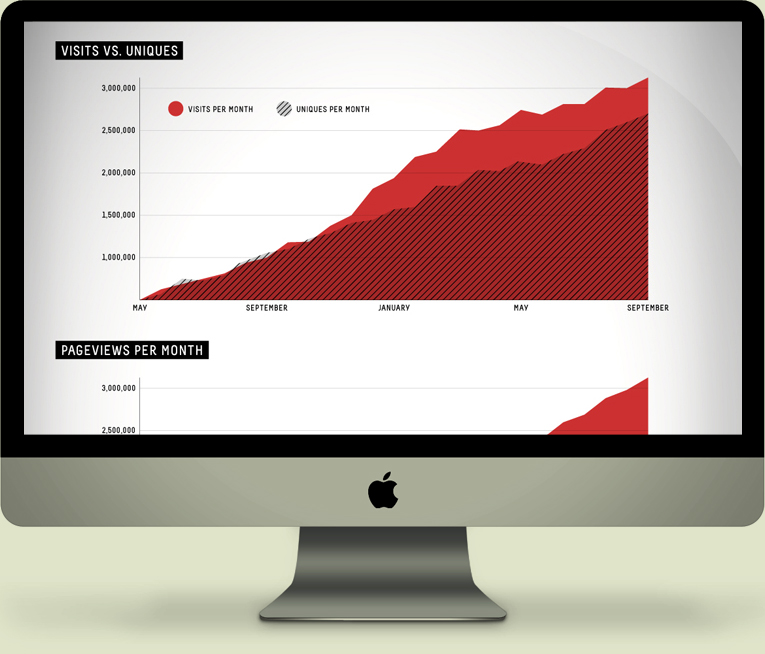 VISITS VS. UNIQUES
3,000,000
VISITS PER MONTH
UNIQUES PER MONTH
2,500,000
2,000,000
1,500,000
1,000,000
MAY
SEPTEMBER
JANUARY
MAY
SEPTEMBER
PAGEVIEWS PER MONTH
3,000,000
2,500,000